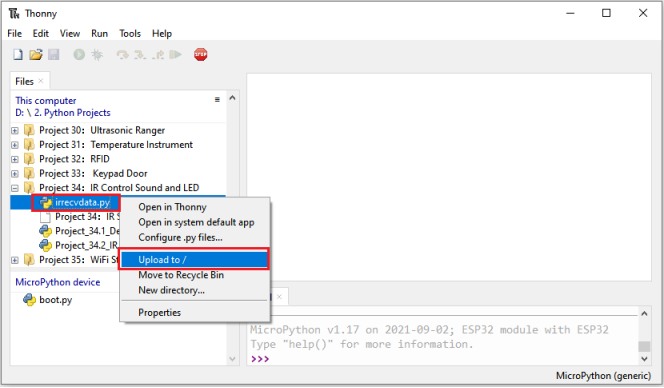 Thonny
File Edit View Run Tools Help
STOP
Files ×
This computer
D: \ 2. Python Projects
Project 30：Ultrasonic Ranger
Project 31：Temperature Instrument
Project 32：RFID
Project 33： Keypad Door
Project 34：IR Control Sound and LED
irrecvdata.py
Project 34：IR S
Project_34.1_De
Project_34.2_IR
Project 35：WiFi St
Open in Thonny
Open in system default app
Configure .py files...
Upload to /
Move to Recycle Bin
New directory...
Properties
MicroPython device
boot.py
MicroPython v1.17 on 2021-09-02; ESP32 module with ESP32
Type "help()" for more information.
>>>
MicroPython (generic)